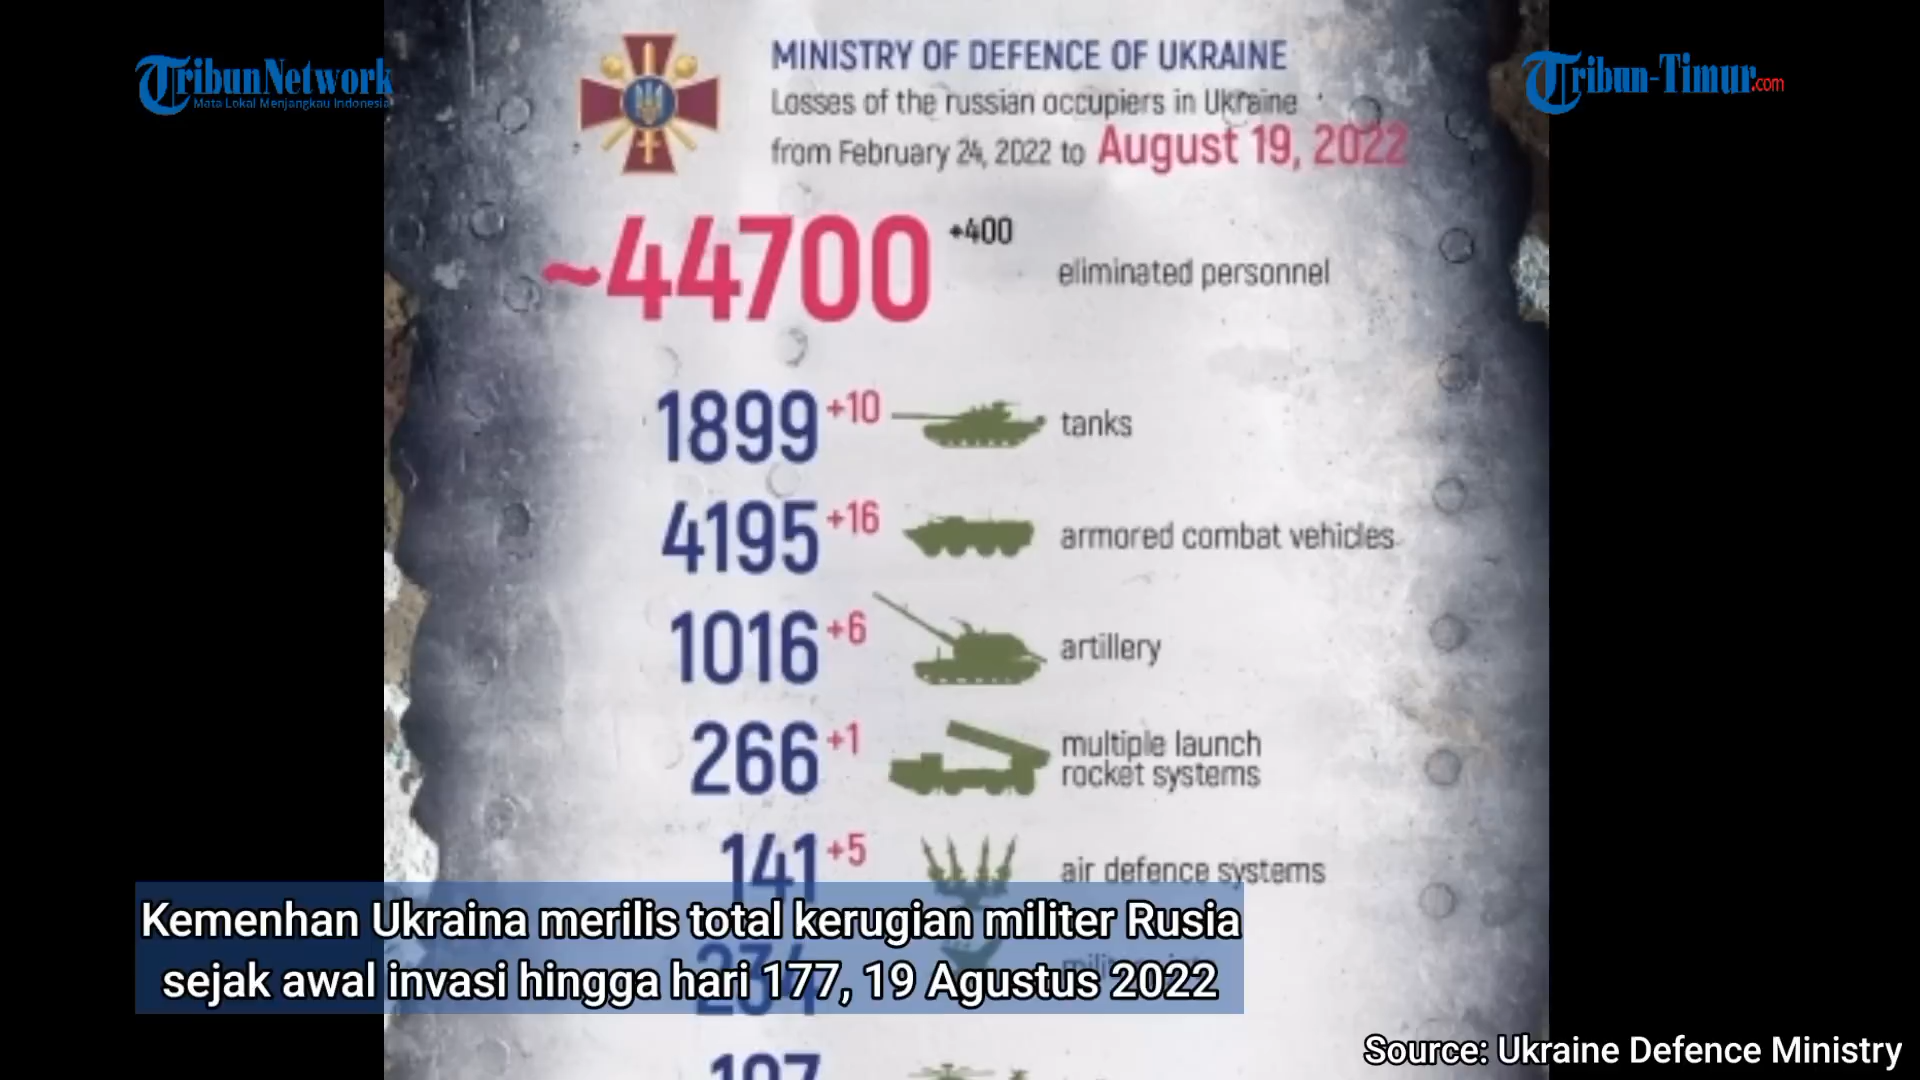 TribunNetwork
Mata Lokal Menjangkau Indonesia
Tribun-Timur.com
MINISTRY OF DEFENCE OF UKRAINE
Losses of the russian occupiers in Ukraine
from February 24, 2022 to August 19, 2022
~44700 +400 eliminated personnel
1899 +10 tanks
4195 +16 armored combat vehicles
1016 +6 artillery
266 +1 multiple launch
rocket systems
141 +5 air defence systems
234
Kemenhan Ukraina merilis total kerugian militer Rusia
sejak awal invasi hingga hari 177, 19 Agustus 2022
Source: Ukraine Defence Ministry